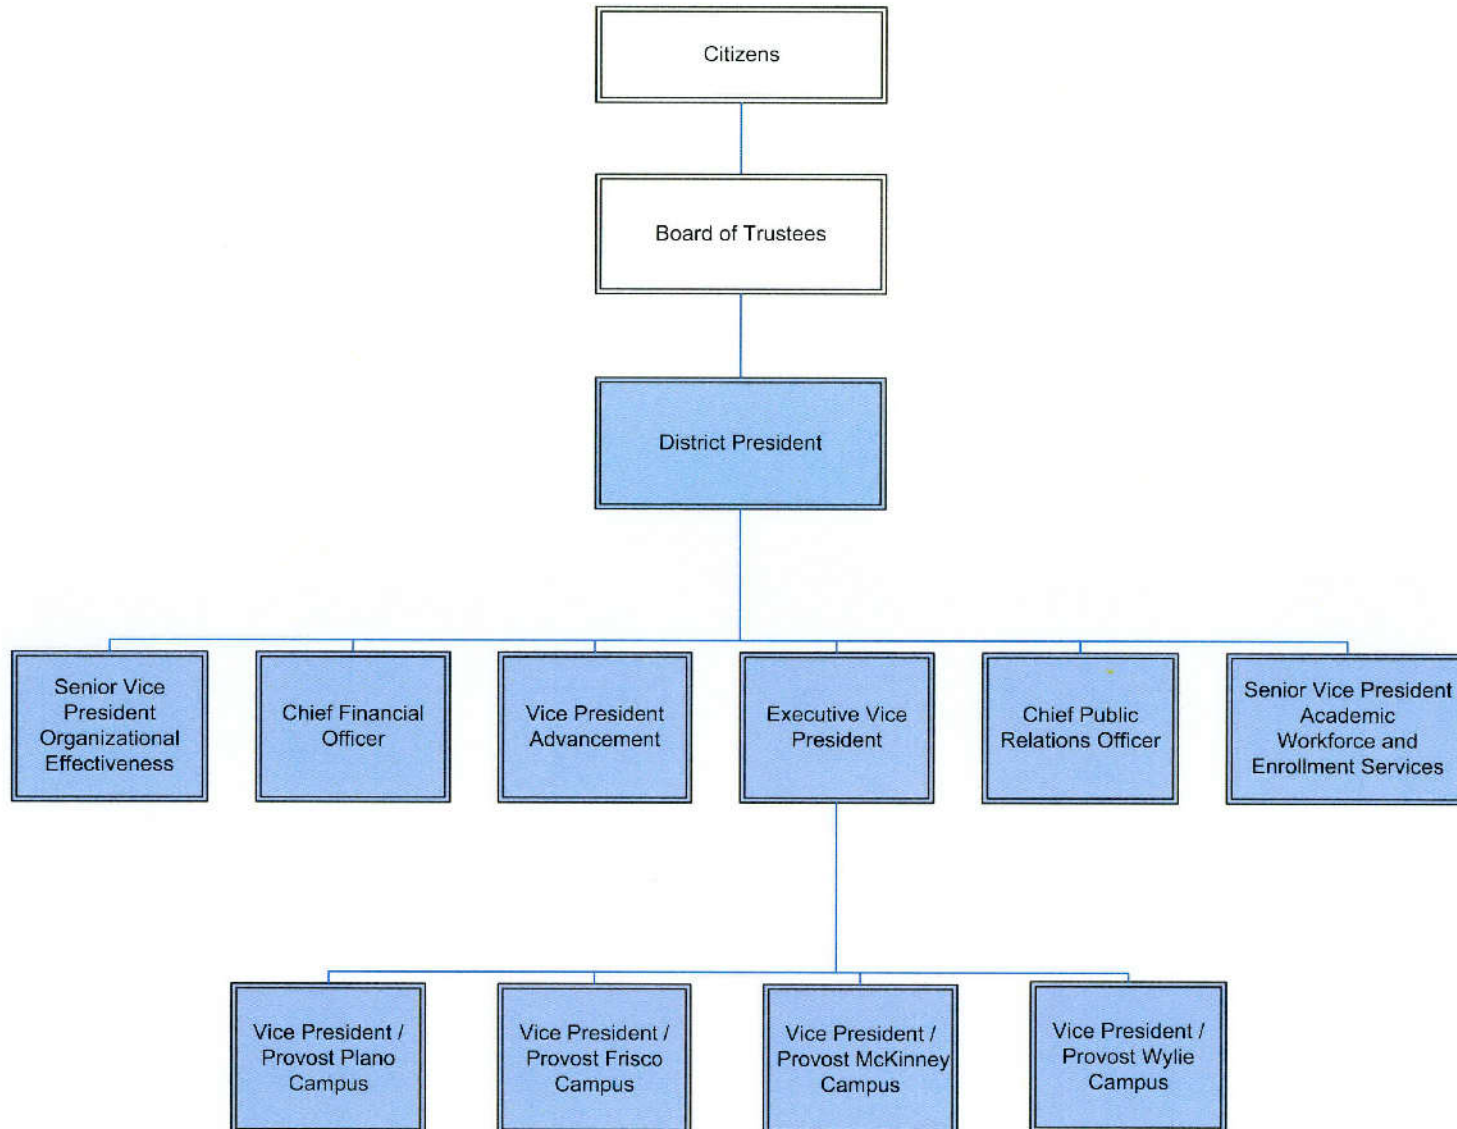 Citizens
Board of Trustees
District President
Senior Vice
President
Organizational
Effectiveness
Chief Financial
Officer
Vice President
Advancement
Executive Vice
President
Chief Public
Relations Officer
Senior Vice President
Academic
Workforce and
Enrollment Services
Vice President /
Provost Plano
Campus
Vice President /
Provost Frisco
Campus
Vice President /
Provost McKinney
Campus
Vice President /
Provost Wylie
Campus